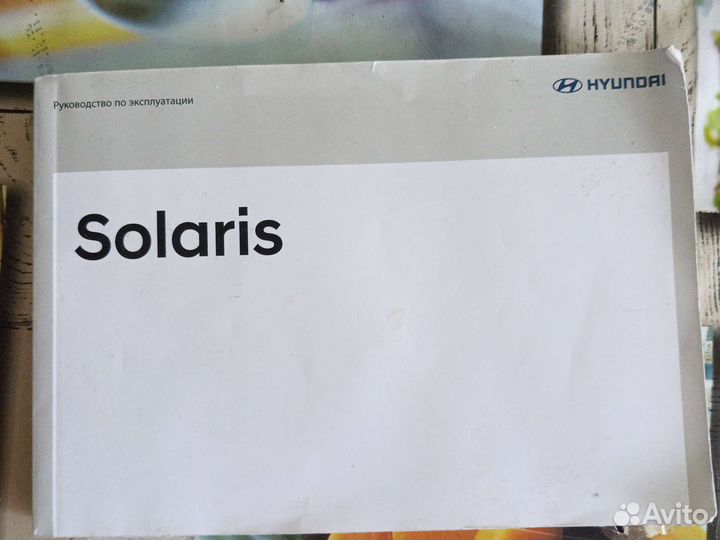 Руководство по эксплуатации
HYUNDAI
Solaris
Avito